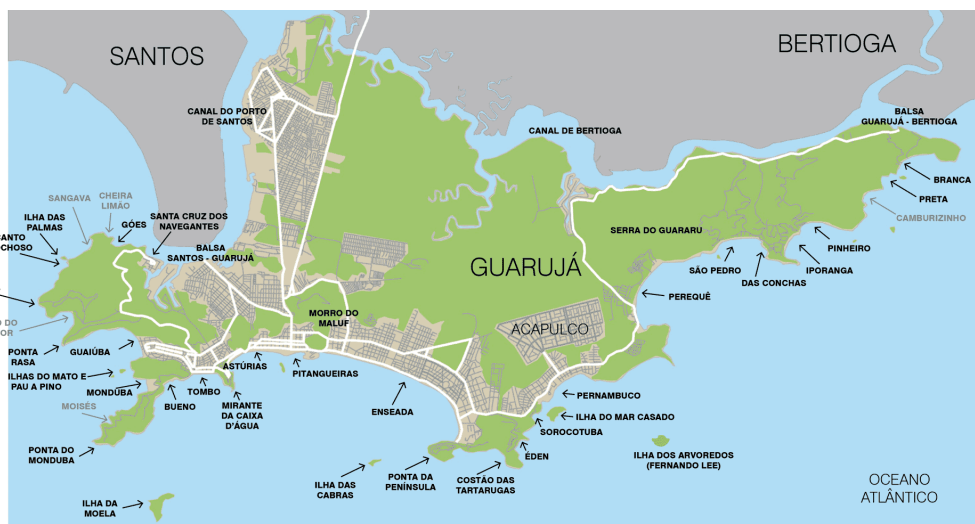 SANTOS
BERTIOGA
CANAL DO PORTO
DE SANTOS
CANAL DE BERTIOGA
BALSA
GUARUJÁ - BERTIOGA
BRANCA
PRETA
CAMBURIZINHO
SANGAVA
CHEIRA
LIMÃO
ILHA DAS
PALMAS
GÓES
SANTA CRUZ DOS
NAVEGANTES
BALSA
SANTOS - GUARUJÁ
SERRA DO GUARARU
PINHEIRO
SÃO PEDRO
IPORANGA
DAS CONCHAS
GUARUJÁ
PEREQUÊ
MORRO DO
MALUF
ACAPULCO
PONTA
RASA
GUAIÚBA
ASTÚRIAS
PITANGUEIRAS
ILHAS DO MATO E
PAU A PINO
MONDUBA
TOMBO
BUENO
MOISÉS
MIRANTE
DA CAIXA
D'ÁGUA
ENSEADA
PERNAMBUCO
ILHA DO MAR CASADO
SOROCOTUBA
ÉDEN
PONTA DO
MONDUBA
ILHA DOS ARVOREDOS
(FERNANDO LEE)
ILHA DAS
CABRAS
PONTA DA
PENÍNSULA
COSTÃO DAS
TARTARUGAS
ILHA DA
MOELA
OCEANO
ATLÂNTICO